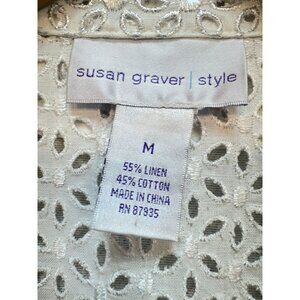 susan graver | style
M
55% LINEN
45% COTTON
MADE IN CHINA
RN 87935